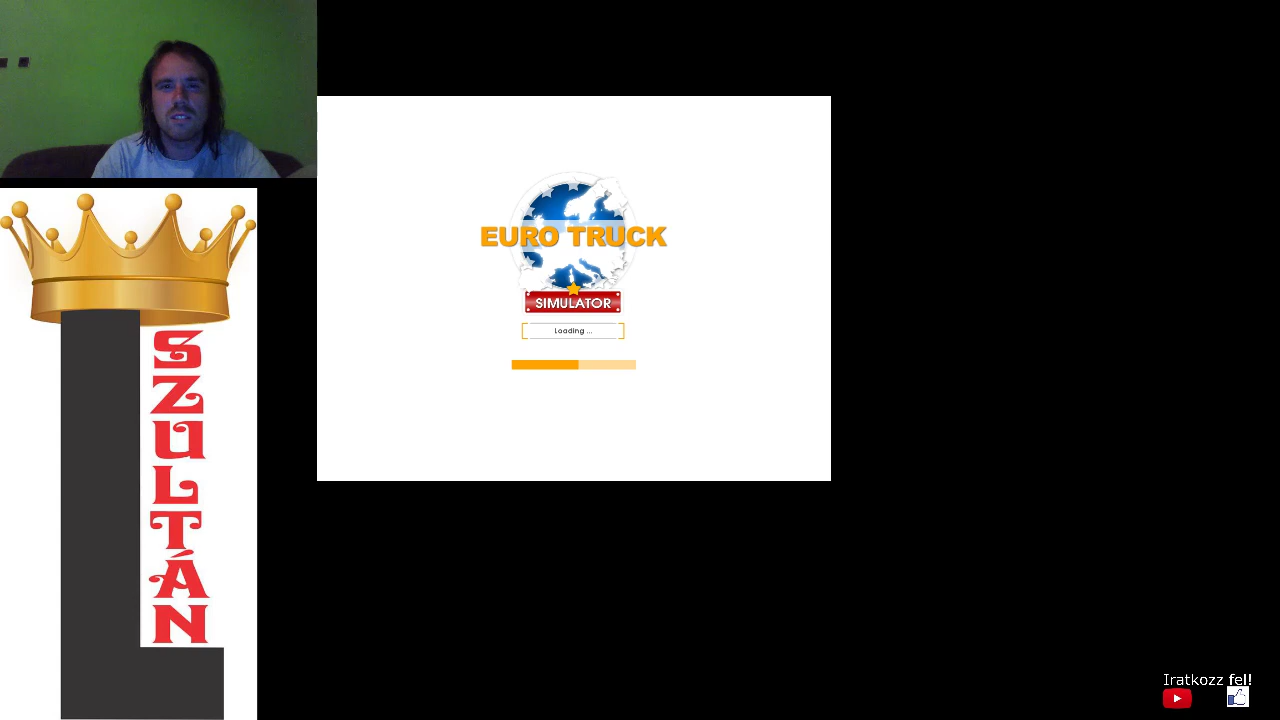 EURO TRUCK
SIMULATOR
Loading ...
L
SZULTÁN
Iratkozz fel!